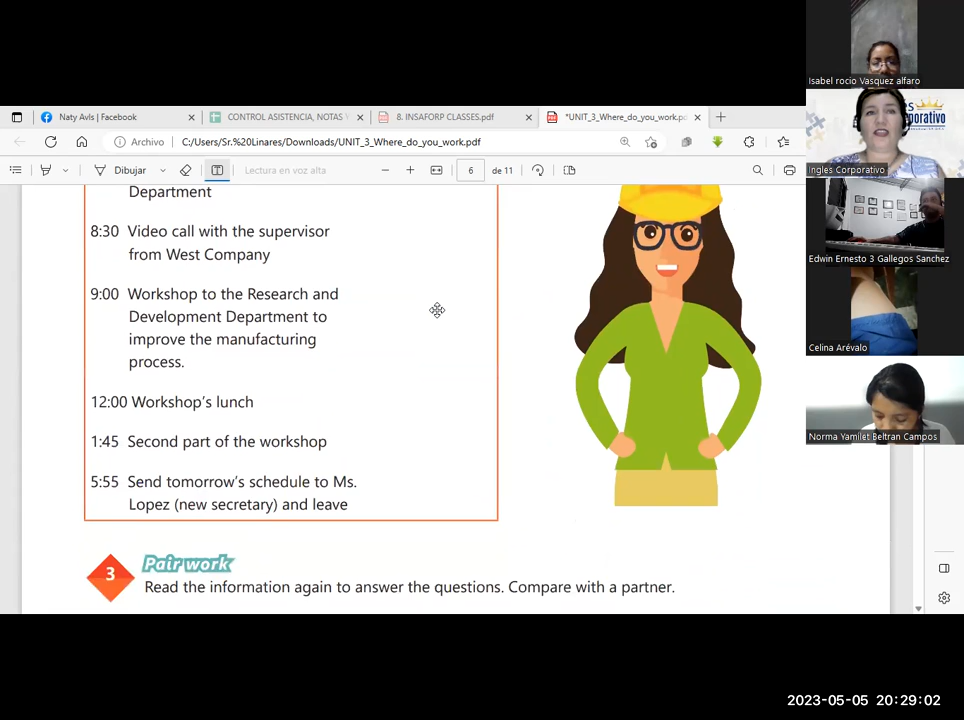 Isabel rocio Vasquez alfaro
Naty Avls | Facebook
CONTROL ASISTENCIA, NOTAS
8. INSAFORP CLASSES.pdf
*UNIT_3_Where_do_you_work.pd
Archivo
C:/Users/Sr.%20Linares/Downloads/UNIT_3_Where_do_you_work.pdf
Dibujar
Lectura en voz alta
6
de 11
orporativo
Ingles Corporativo
Department
8:30 Video call with the supervisor
from West Company
9:00 Workshop to the Research and
Development Department to
improve the manufacturing
process.
12:00 Workshop's lunch
1:45 Second part of the workshop
5:55 Send tomorrow's schedule to Ms.
Lopez (new secretary) and leave
Edwin Ernesto 3 Gallegos Sanchez
Celina Arévalo
Norma Yamilet Beltran Campos
3
Pair work
Read the information again to answer the questions. Compare with a partner.
2023-05-05 20:29:02